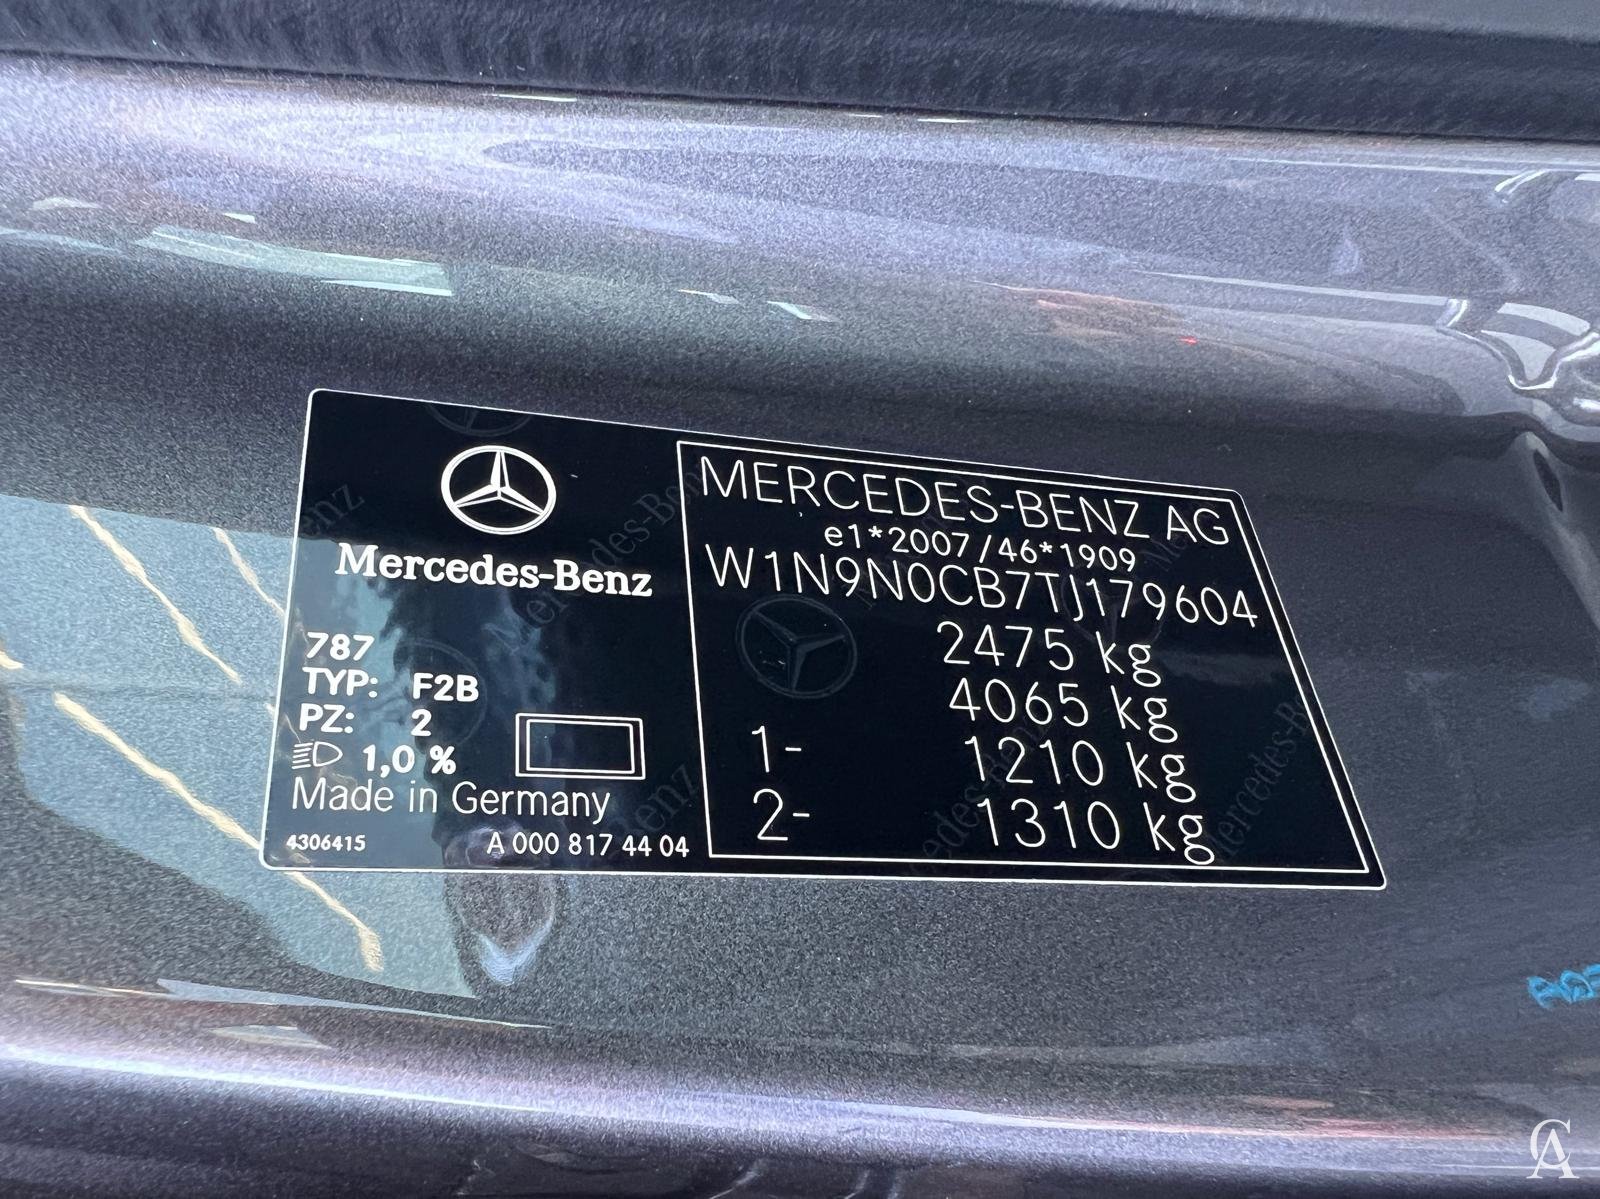 Mercedes-Benz
787
TYP: F2B
PZ: 2
1,0 %
Made in Germany
4306415 A 000 817 44 04
MERCEDES-BENZ AG
e1*2007/46*1909
W1N9N0CB7TJ179604
2475 kg
4065 kg
1- 1210 kg
2- 1310 kg